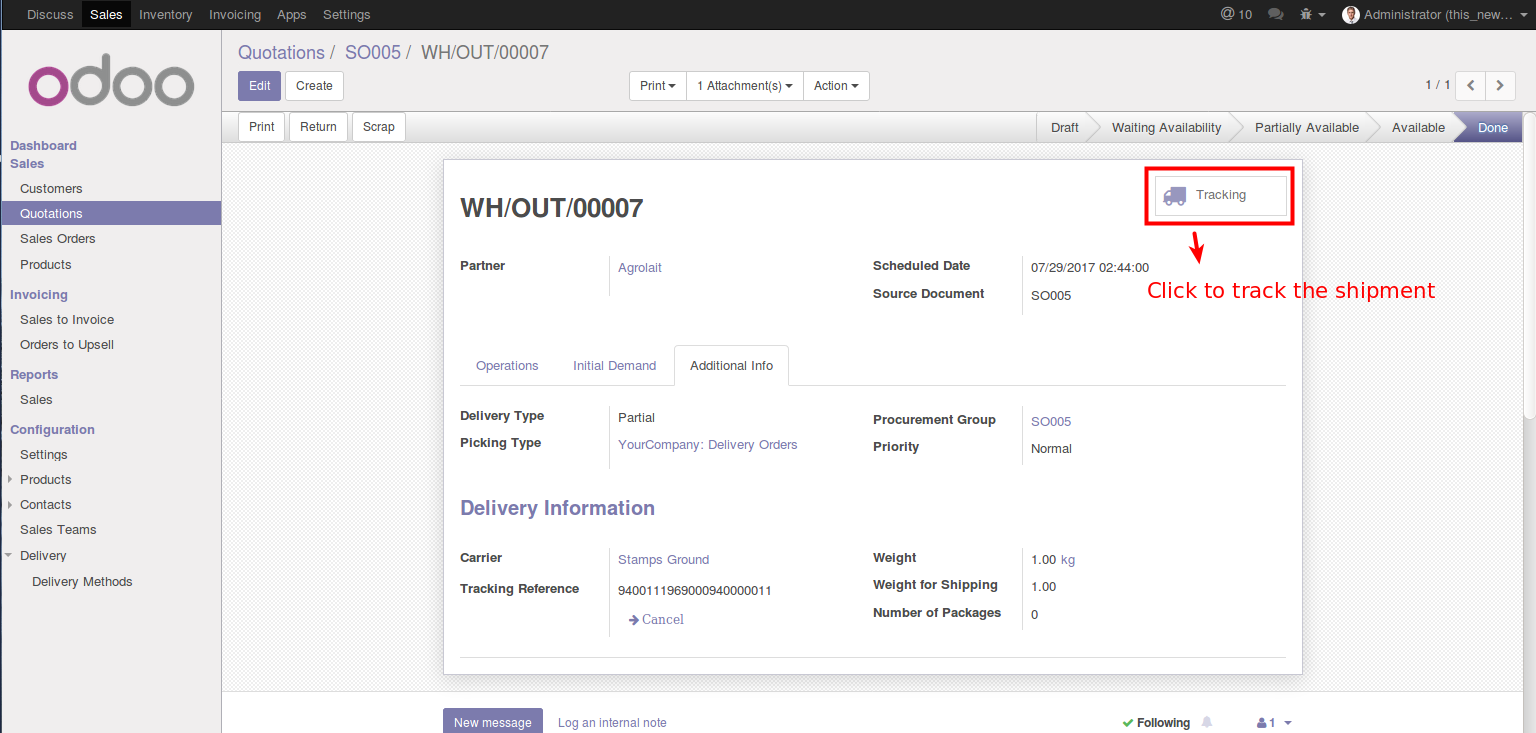 Discuss Sales Inventory Invoicing Apps Settings @ 10 Administrator (this_new...
odoo
Quotations / SO005 / WH/OUT/00007
Edit Create Print 1 Attachment(s) Action 1 / 1
Print Return Scrap Draft Waiting Availability Partially Available Available Done
Dashboard
Sales
Customers
Quotations
Sales Orders
Products
Invoicing
Sales to Invoice
Orders to Upsell
Reports
Sales
Configuration
Settings
Products
Contacts
Sales Teams
Delivery
Delivery Methods
Tracking
WH/OUT/00007
Partner Agrolait Scheduled Date 07/29/2017 02:44:00
Click to track the shipment
Source Document SO005
Operations Initial Demand Additional Info
Delivery Type Partial Procurement Group SO005
Picking Type YourCompany: Delivery Orders Priority Normal
Delivery Information
Carrier Stamps Ground Weight 1.00 kg
Tracking Reference 9400111969000940000011 Weight for Shipping 1.00
Cancel Number of Packages 0
New message Log an internal note Following 1